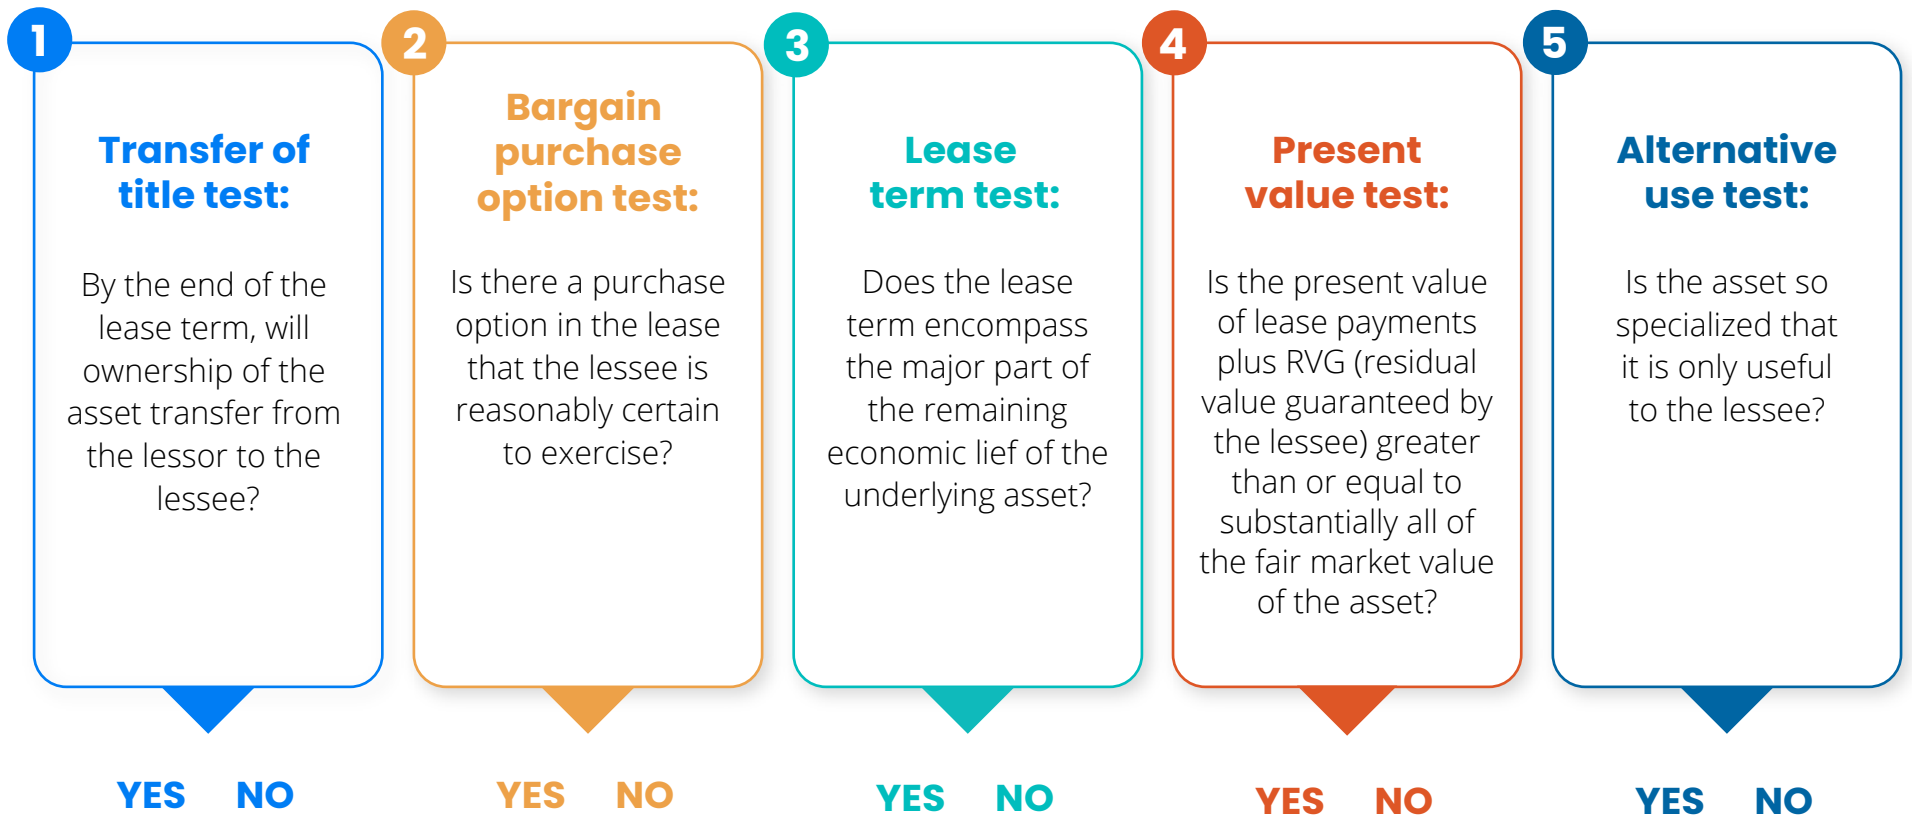 1
Transfer of
title test:
By the end of the
lease term, will
ownership of the
asset transfer from
the lessor to the
lessee?
YES NO
2
Bargain
purchase
option test:
Is there a purchase
option in the lease
that the lessee is
reasonably certain
to exercise?
YES NO
3
Lease
term test:
Does the lease
term encompass
the major part of
the remaining
economic lief of the
underlying asset?
YES NO
4
Present
value test:
Is the present value
of lease payments
plus RVG (residual
value guaranteed by
the lessee) greater
than or equal to
substantially all of
the fair market value
of the asset?
YES NO
5
Alternative
use test:
Is the asset so
specialized that
it is only useful
to the lessee?
YES NO